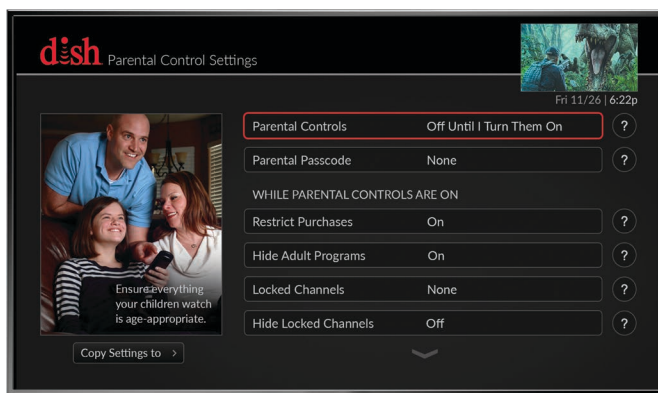 dish Parental Control Settings
Fri 11/26 | 6:22p
Parental Controls Off Until I Turn Them On ?
Parental Passcode None ?
WHILE PARENTAL CONTROLS ARE ON
Restrict Purchases On ?
Hide Adult Programs On ?
Locked Channels None ?
Hide Locked Channels Off ?
Ensure everything
your children watch
is age-appropriate.
Copy Settings to >